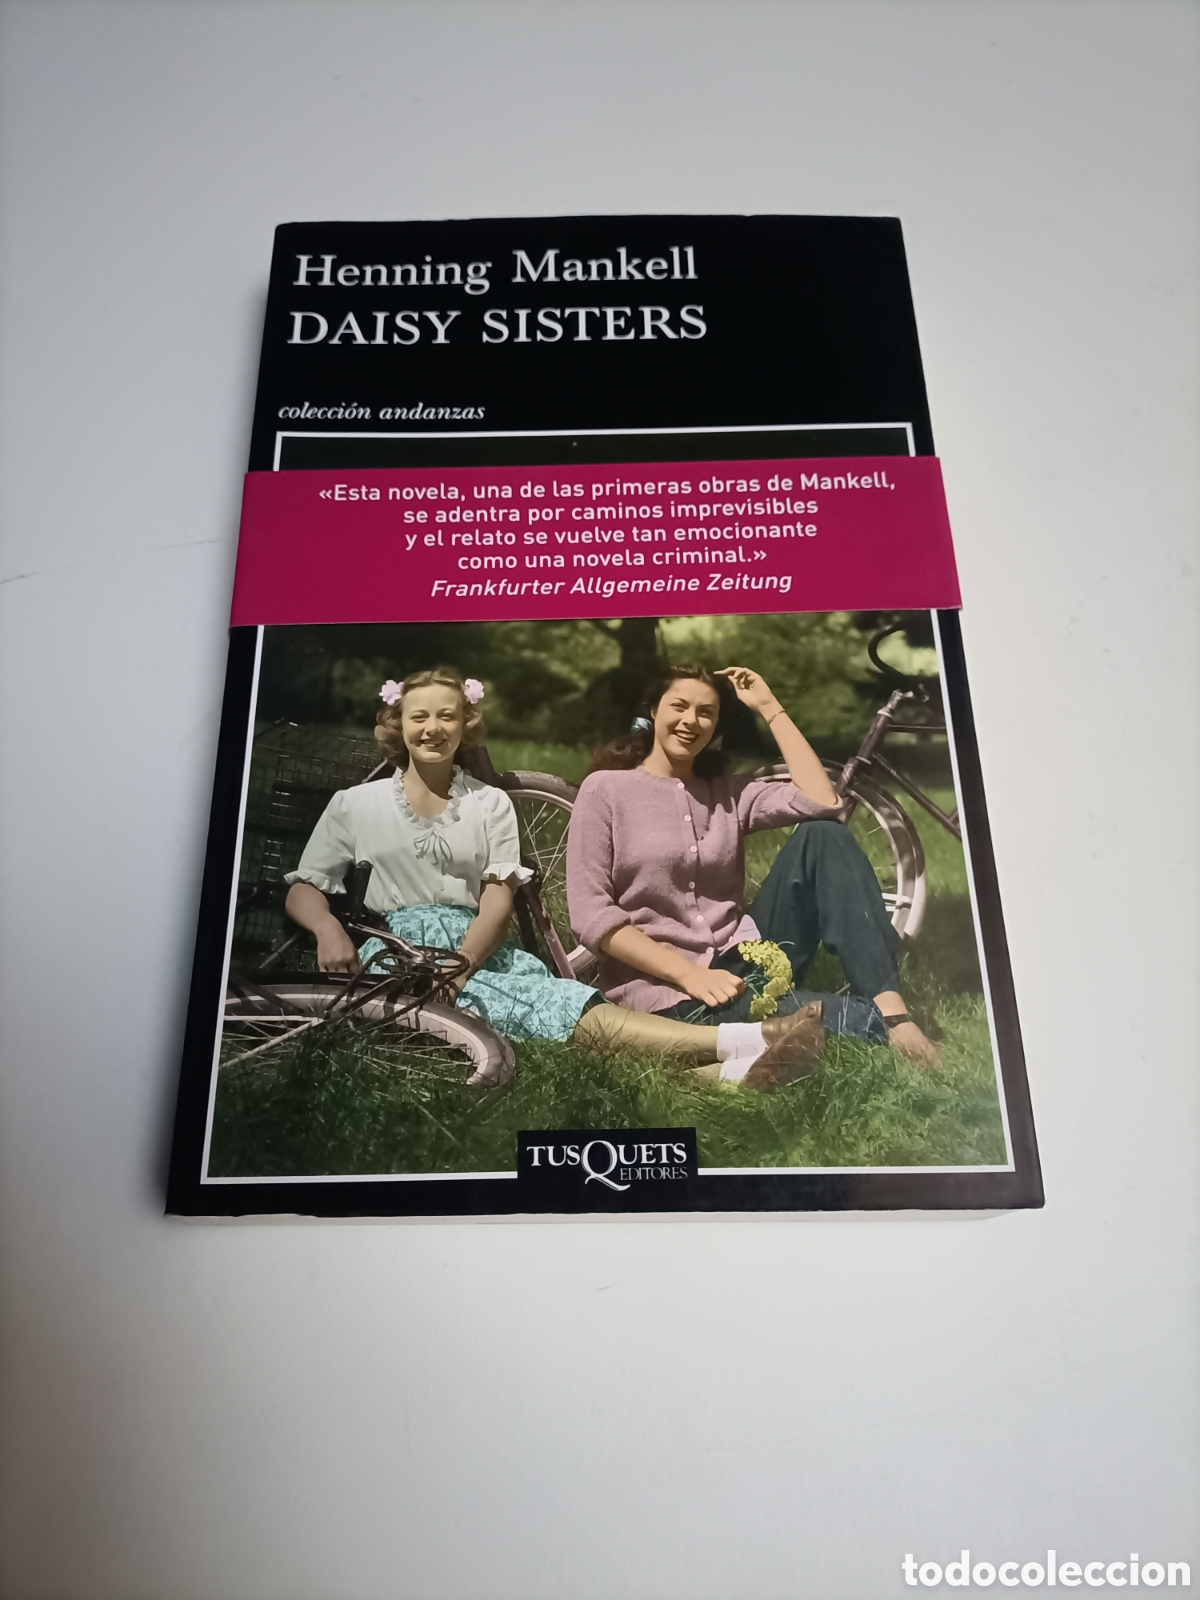 Henning Mankell
DAISY SISTERS
colección andanzas
«Esta novela, una de las primeras obras de Mankell,
se adentra por caminos imprevisibles
y el relato se vuelve tan emocionante
como una novela criminal.»
Frankfurter Allgemeine Zeitung
TUSQUETS
EDITORES
todocoleccion